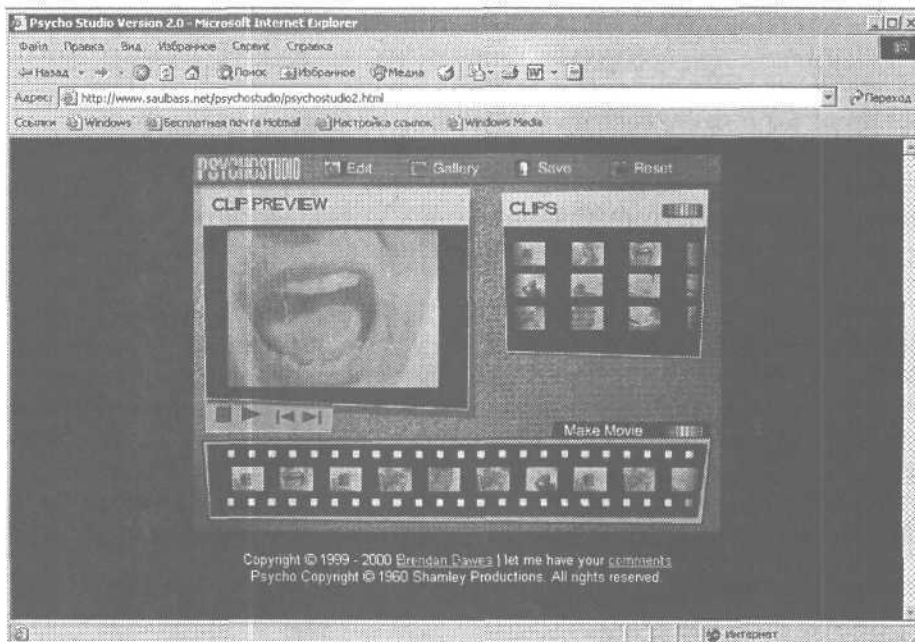 Psycho Studio Version 2.0 - Microsoft Internet Explorer
Файл Правка Вид Избранное Сервис Справка
Назад Поиск Избранное Медиа
Адрес: http://www.saulbass.net/psychostudio/psychostudio2.html Переход
Ссылки Windows Бесплатная почта Hotmail Настройка ссылок Windows Media
PSYCHOSTUDIO Edit Gallery Save Reset
CLIP PREVIEW
CLIPS
Make Movie
Copyright © 1999 - 2000 Brendan Dawes | let me have your comments
Psycho Copyright © 1960 Shamley Productions. All rights reserved.
Интернет